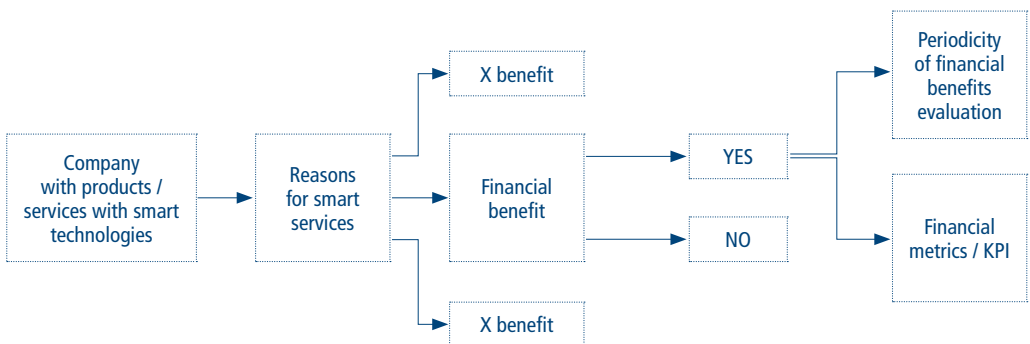 Company
with products /
services with smart
technologies
Reasons
for smart
services
X benefit
Financial
benefit
X benefit
YES
NO
Periodicity
of financial
benefits
evaluation
Financial
metrics / KPI